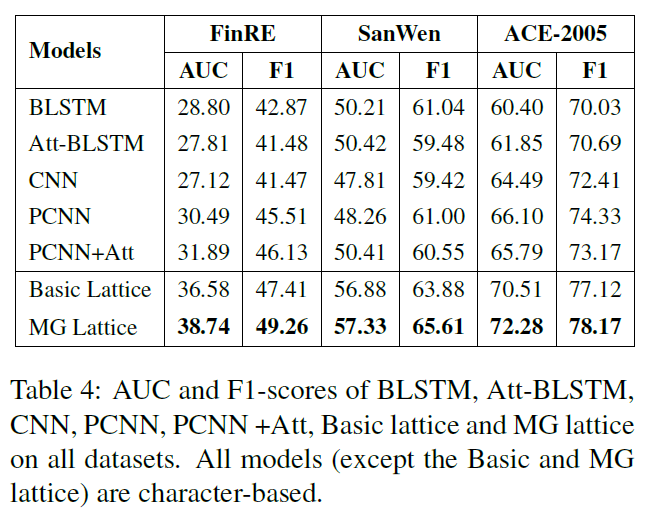 Models FinRE SanWen ACE-2005
AUC F1 AUC F1 AUC F1
BLSTM 28.80 42.87 50.21 61.04 60.40 70.03
Att-BLSTM 27.81 41.48 50.42 59.48 61.85 70.69
CNN 27.12 41.47 47.81 59.42 64.49 72.41
PCNN 30.49 45.51 48.26 61.00 66.10 74.33
PCNN+Att 31.89 46.13 50.41 60.55 65.79 73.17
Basic Lattice 36.58 47.41 56.88 63.88 70.51 77.12
MG Lattice 38.74 49.26 57.33 65.61 72.28 78.17
Table 4: AUC and F1-scores of BLSTM, Att-BLSTM,
CNN, PCNN, PCNN +Att, Basic lattice and MG lattice
on all datasets. All models (except the Basic and MG
lattice) are character-based.